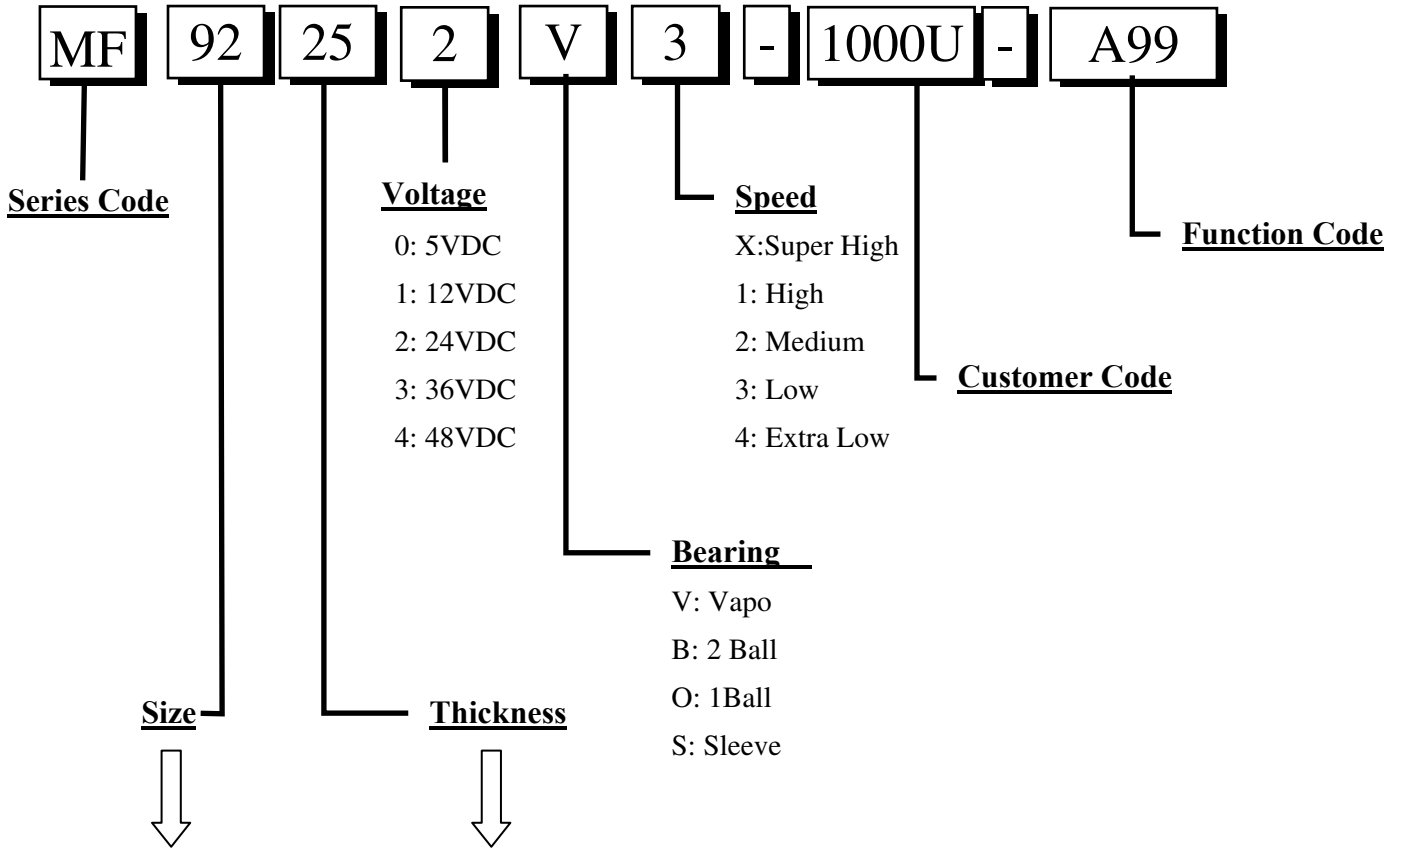 MF 92 25 2 V 3 - 1000U - A99
Series Code
Voltage
0: 5VDC
1: 12VDC
2: 24VDC
3: 36VDC
4: 48VDC
Speed
X:Super High
1: High
2: Medium
3: Low
4: Extra Low
Function Code
Customer Code
Bearing
V: Vapo
B: 2 Ball
O: 1Ball
S: Sleeve
Size
Thickness